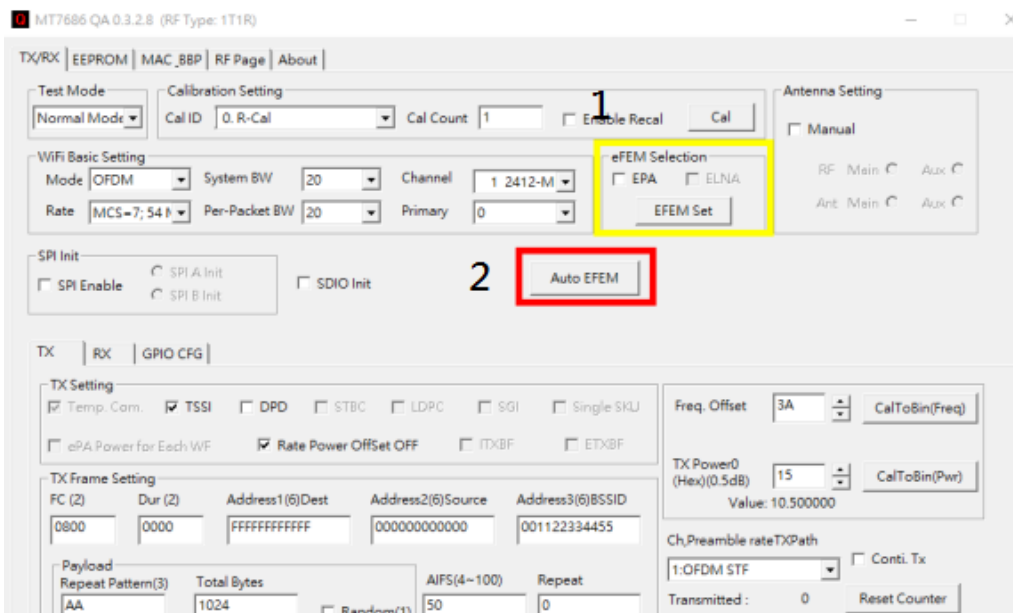 MT7686 QA 0.3.2.8 (RF Type: 1T1R)
TX/RX EEPROM MAC_BBP RF Page About
Test Mode
Normal Mode
Calibration Setting
Cal ID 0. R-Cal Cal Count 1 Enable Recal Cal
1
Antenna Setting
Manual
RF Main Aux
Ant Main Aux
WiFi Basic Setting
Mode OFDM System BW 20 Channel 1 2412-M
Rate MCS=7; 54 M Per-Packet BW 20 Primary 0
eFEM Selection
EPA ELNA
EFEM Set
SPI Init
SPI Enable
SPI A Init
SPI B Init
SDIO Init
2
Auto EFEM
TX RX GPIO CFG
TX Setting
Temp. Com. TSSI DPD STBC LDPC SGI Single SKU
ePA Power for Each WF Rate Power OffSet OFF ITXBF ETXBF
Freq. Offset 3A CalToBin(Freq)
TX Power0
(Hex)(0.5dB) 15 CalToBin(Pwr)
Value: 10.500000
TX Frame Setting
FC (2) Dur (2) Address1(6)Dest Address2(6)Source Address3(6)BSSID
0800 0000 FFFFFFFFFFFF 000000000000 001122334455
Payload
Repeat Pattern(3) Total Bytes AIFS(4~100) Repeat
AA 1024 Random(1) 50 0
Ch,Preamble rateTXPath
1:OFDM STF Conti. Tx
Transmitted : 0 Reset Counter